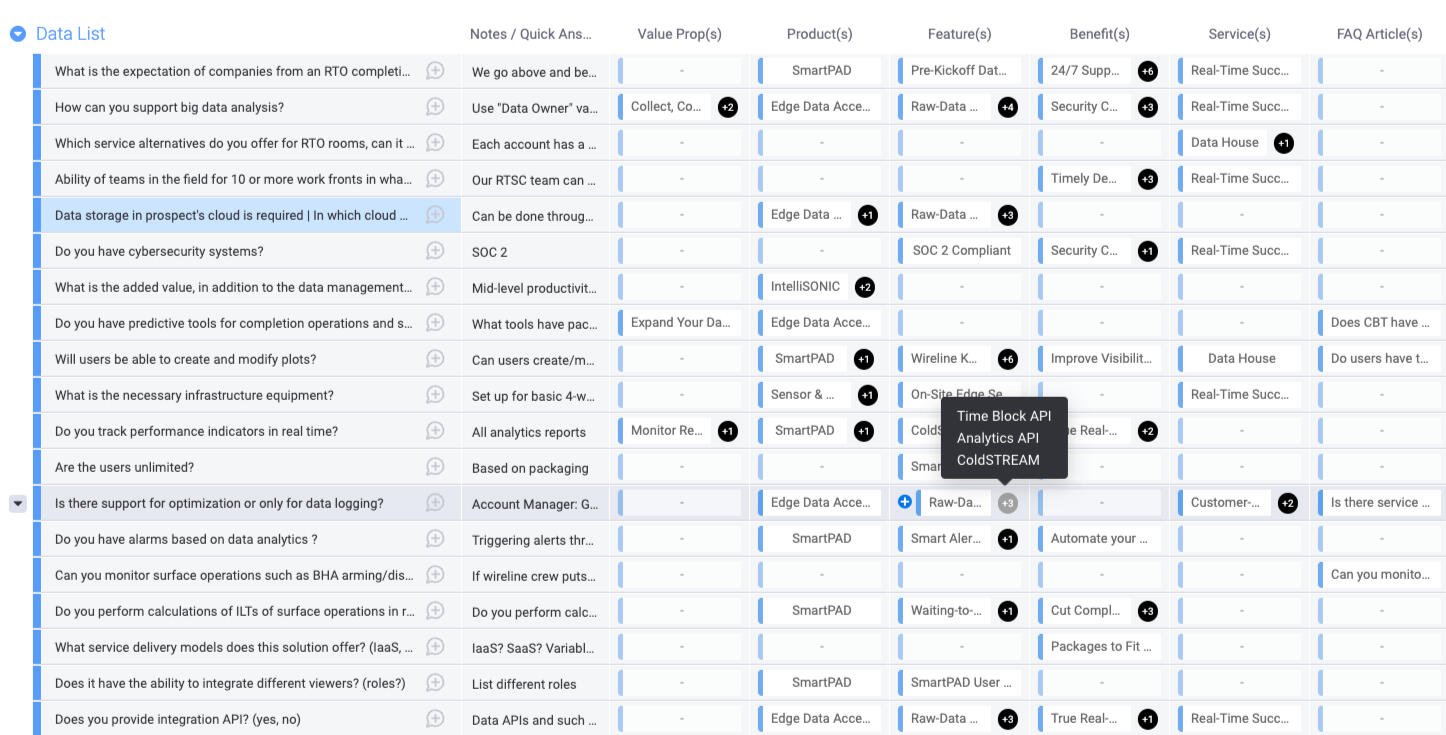 Data List Notes / Quick Ans... Value Prop(s) Product(s) Feature(s) Benefit(s) Service(s) FAQ Article(s)
What is the expectation of companies from an RTO completi... We go above and be... - SmartPAD Pre-Kickoff Dat... 24/7 Supp... +6 Real-Time Succ... -
How can you support big data analysis? Use "Data Owner" va... Collect, Co... +2 Edge Data Acce... Raw-Data ... +4 Security C... +3 Real-Time Succ... -
Which service alternatives do you offer for RTO rooms, can it ... Each account has a ... - - - - Data House +1 -
Ability of teams in the field for 10 or more work fronts in wha... Our RTSC team can ... - - - Timely De... +3 Real-Time Succ... -
Data storage in prospect's cloud is required | In which cloud ... Can be done throug... - Edge Data ... +1 Raw-Data ... +3 - - -
Do you have cybersecurity systems? SOC 2 - - SOC 2 Compliant Security C... +1 Real-Time Succ... -
What is the added value, in addition to the data management... Mid-level productivit... - IntelliSONIC +2 - - - -
Do you have predictive tools for completion operations and s... What tools have pac... Expand Your Da... Edge Data Acce... - - - Does CBT have ...
Will users be able to create and modify plots? Can users create/m... - SmartPAD +1 Wireline K... +6 Improve Visibilit... Data House Do users have t...
What is the necessary infrastructure equipment? Set up for basic 4-w... - Sensor & ... +1 On-Site Edge Se... - Real-Time Succ... -
Do you track performance indicators in real time? All analytics reports Monitor Re... +1 SmartPAD +1 ColdS Real-... +2 - -
Time Block API
Analytics API
ColdSTREAM
Are the users unlimited? Based on packaging - - Smar - - -
Is there support for optimization or only for data logging? Account Manager: G... - Edge Data Acce... Raw-Da... +3 - Customer-... +2 Is there service ...
Do you have alarms based on data analytics ? Triggering alerts thr... - SmartPAD Smart Aler... +1 Automate your ... - -
Can you monitor surface operations such as BHA arming/dis... If wireline crew puts... - - - - - Can you monito...
Do you perform calculations of ILTs of surface operations in r... Do you perform calc... - SmartPAD Waiting-to-... +1 Cut Compl... +3 - -
What service delivery models does this solution offer? (IaaS, ... IaaS? SaaS? Variabl... - - - Packages to Fit ... - -
Does it have the ability to integrate different viewers? (roles?) List different roles - SmartPAD SmartPAD User ... - - -
Does you provide integration API? (yes, no) Data APIs and such ... - Edge Data Acce... Raw-Data ... +3 True Real-... +1 Real-Time Succ... -